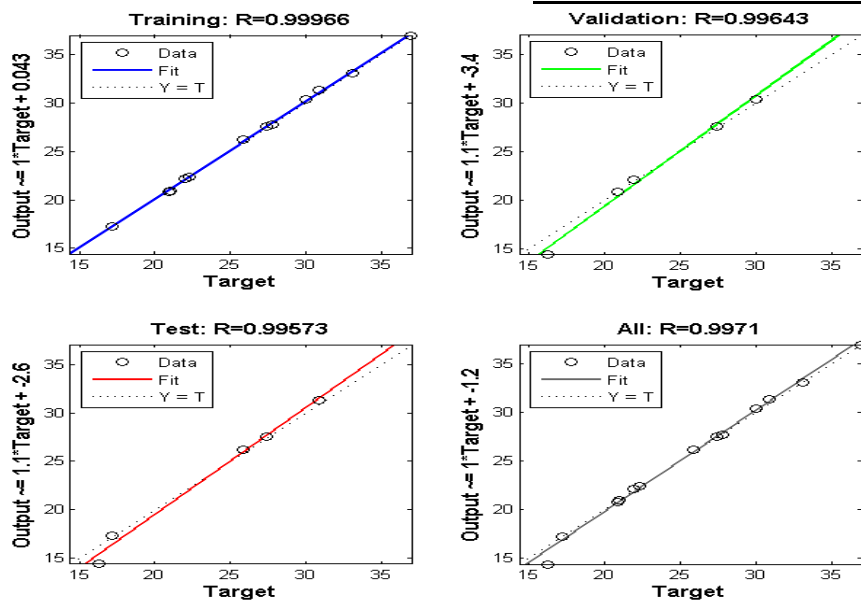 Training: R=0.99966
Output ~= 1*Target + 0.043
Data
Fit
Y = T
35
30
25
20
15
15 20 25 30 35
Target
Validation: R=0.99643
Output ~= 1.1*Target + -3.4
Data
Fit
Y = T
35
30
25
20
15
15 20 25 30 35
Target
Test: R=0.99573
Output ~= 1.1*Target + -2.6
Data
Fit
Y = T
35
30
25
20
15
15 20 25 30 35
Target
All: R=0.9971
Output ~= 1*Target + -1.2
Data
Fit
Y = T
35
30
25
20
15
15 20 25 30 35
Target